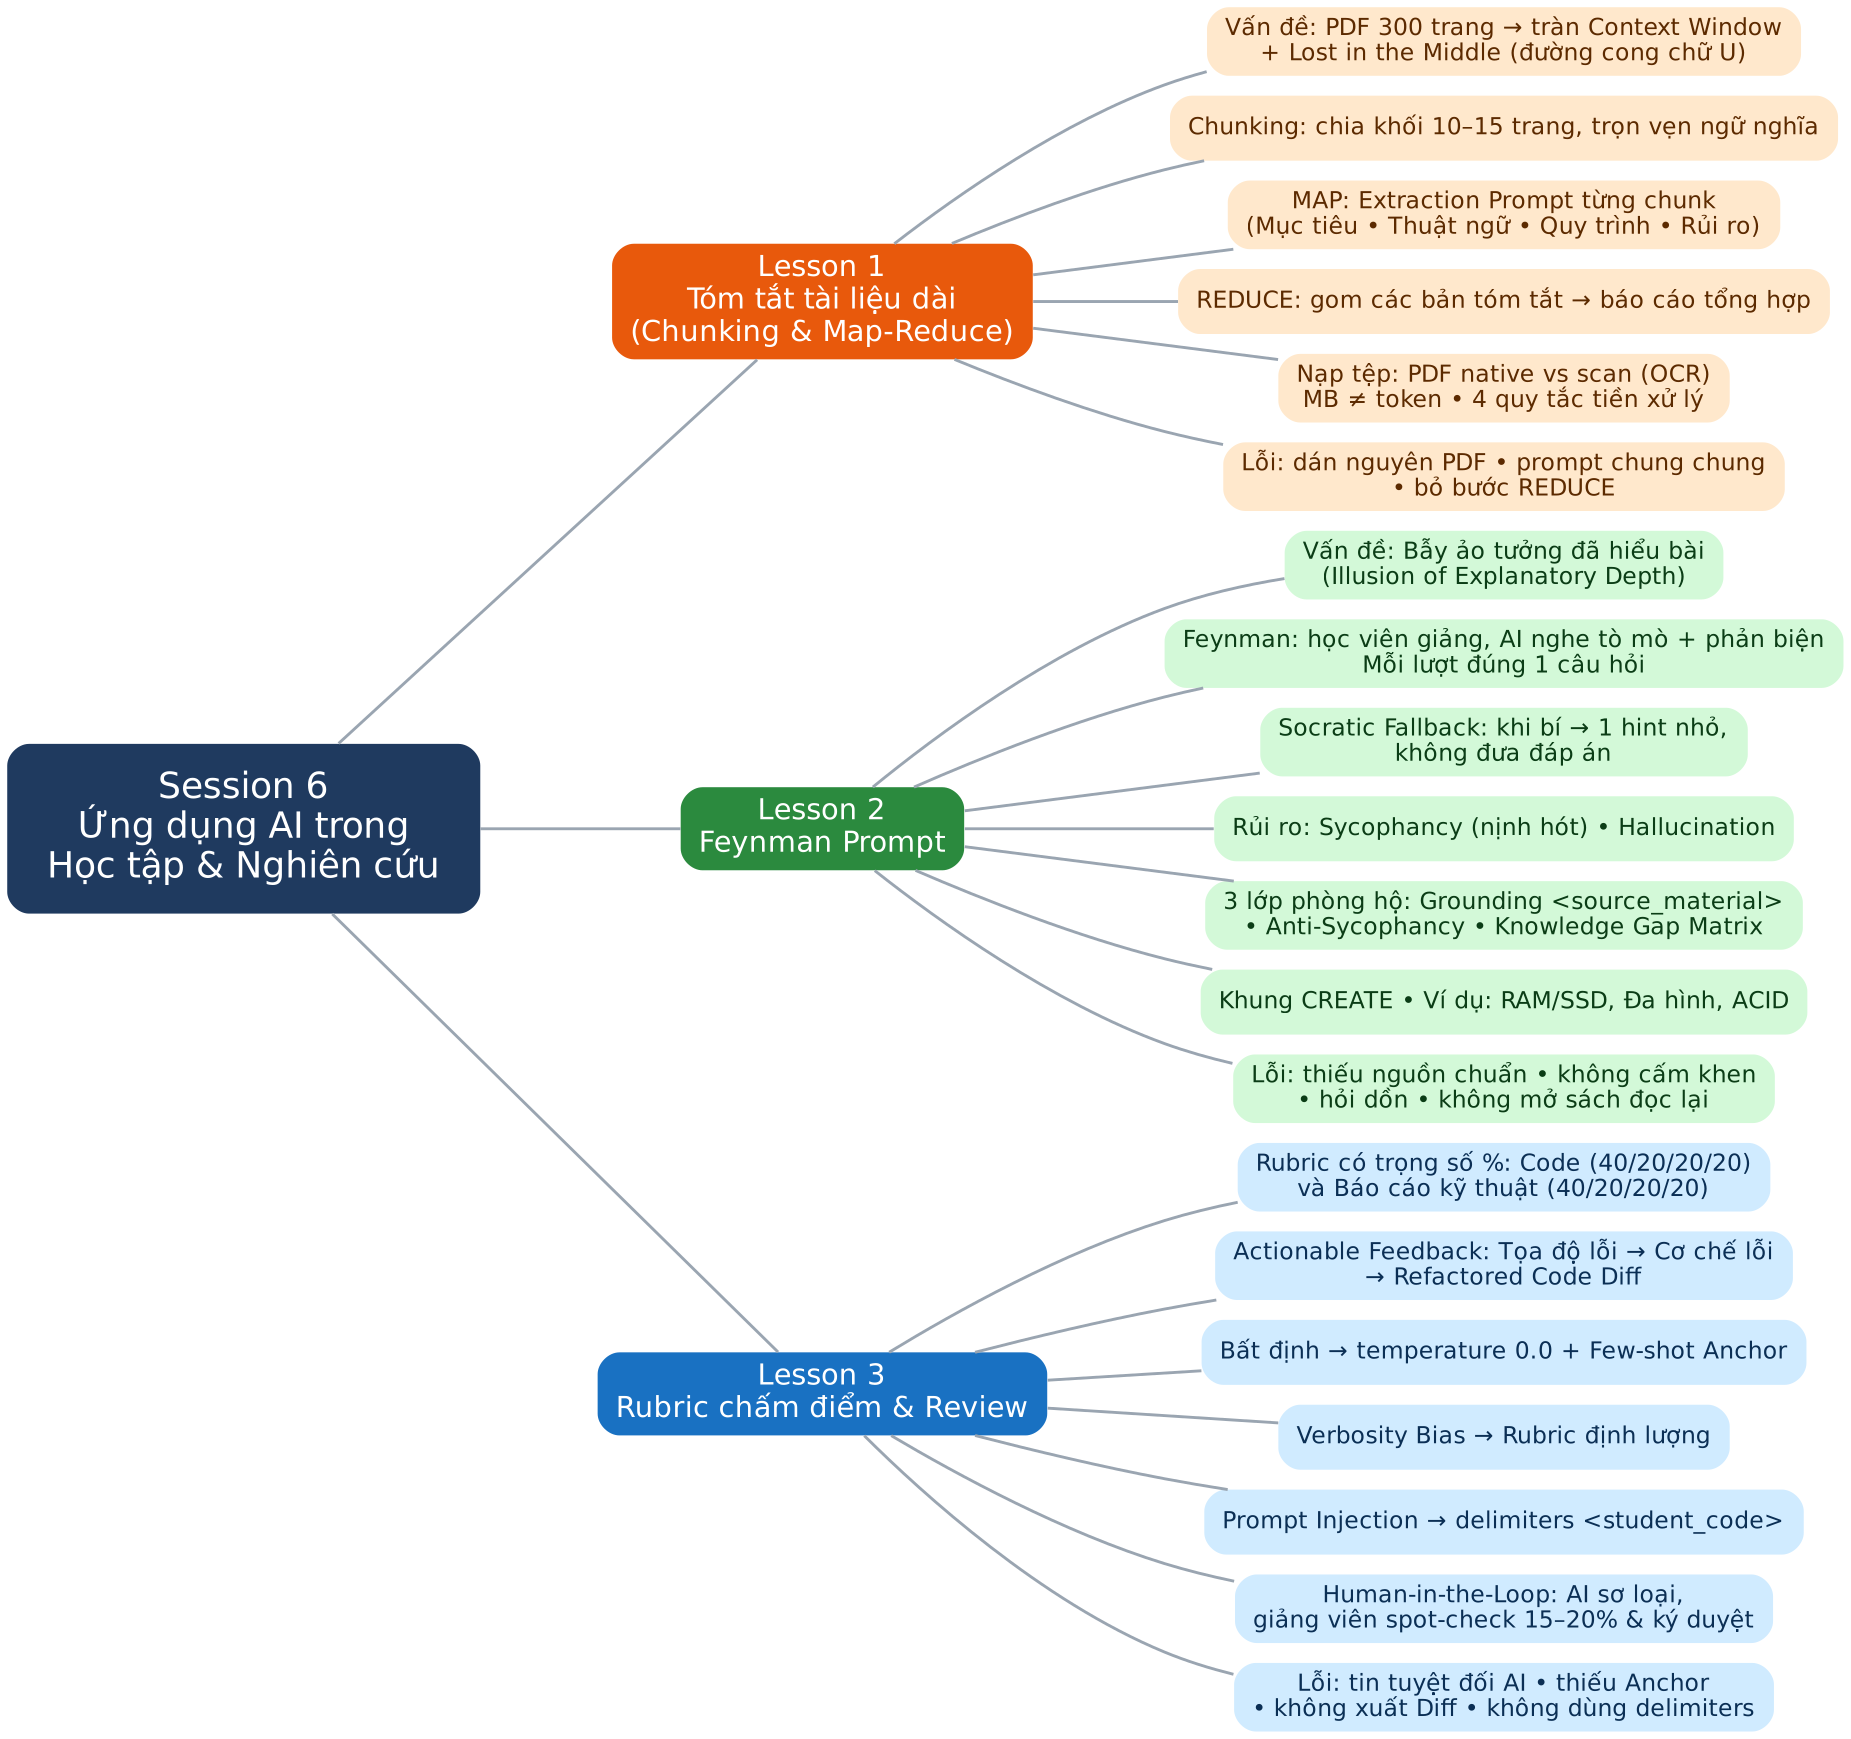 Session 6
Ứng dụng AI trong
Học tập & Nghiên cứu
Lesson 1
Tóm tắt tài liệu dài
(Chunking & Map-Reduce)
Vấn đề: PDF 300 trang → tràn Context Window
+ Lost in the Middle (đường cong chữ U)
Chunking: chia khối 10–15 trang, trọn vẹn ngữ nghĩa
MAP: Extraction Prompt từng chunk
(Mục tiêu • Thuật ngữ • Quy trình • Rủi ro)
REDUCE: gom các bản tóm tắt → báo cáo tổng hợp
Nạp tệp: PDF native vs scan (OCR)
MB ≠ token • 4 quy tắc tiền xử lý
Lỗi: dán nguyên PDF • prompt chung chung
• bỏ bước REDUCE
Lesson 2
Feynman Prompt
Vấn đề: Bẫy ảo tưởng đã hiểu bài
(Illusion of Explanatory Depth)
Feynman: học viên giảng, AI nghe tò mò + phản biện
Mỗi lượt đúng 1 câu hỏi
Socratic Fallback: khi bí → 1 hint nhỏ,
không đưa đáp án
Rủi ro: Sycophancy (nịnh hót) • Hallucination
3 lớp phòng hộ: Grounding <source_material>
• Anti-Sycophancy • Knowledge Gap Matrix
Khung CREATE • Ví dụ: RAM/SSD, Đa hình, ACID
Lỗi: thiếu nguồn chuẩn • không cấm khen
• hỏi dồn • không mở sách đọc lại
Lesson 3
Rubric chấm điểm & Review
Rubric có trọng số %: Code (40/20/20/20)
và Báo cáo kỹ thuật (40/20/20/20)
Actionable Feedback: Tọa độ lỗi → Cơ chế lỗi
→ Refactored Code Diff
Bất định → temperature 0.0 + Few-shot Anchor
Verbosity Bias → Rubric định lượng
Prompt Injection → delimiters <student_code>
Human-in-the-Loop: AI sơ loại,
giảng viên spot-check 15–20% & ký duyệt
Lỗi: tin tuyệt đối AI • thiếu Anchor
• không xuất Diff • không dùng delimiters